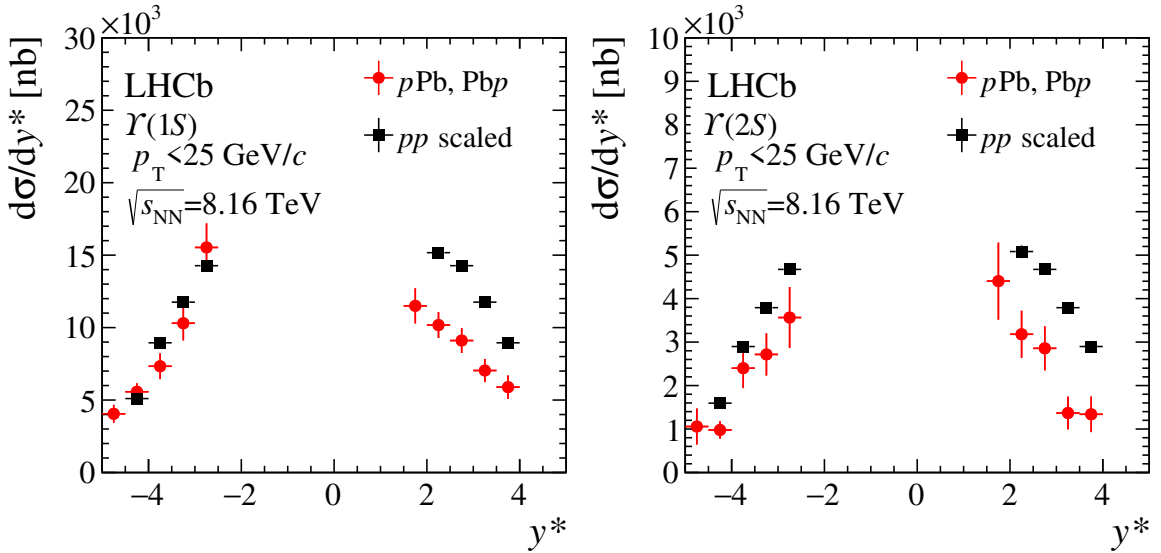 ×10³
30
25
20
15
10
5
0
dσ/dy* [nb]
LHCb
ϒ(1S)
p_T<25 GeV/c
√s_NN=8.16 TeV
pPb, Pbp
pp scaled
−4 −2 0 2 4
y*
×10³
10
9
8
7
6
5
4
3
2
1
0
dσ/dy* [nb]
LHCb
ϒ(2S)
p_T<25 GeV/c
√s_NN=8.16 TeV
pPb, Pbp
pp scaled
−4 −2 0 2 4
y*